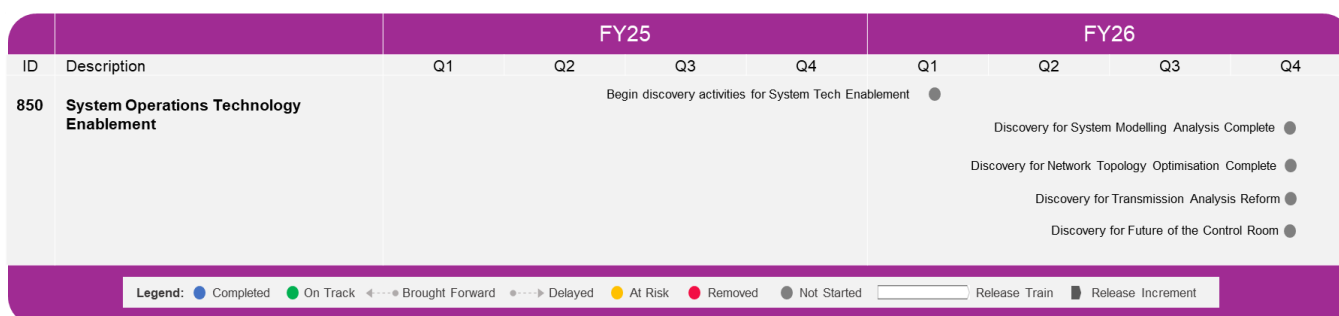 FY25 FY26
ID Description Q1 Q2 Q3 Q4 Q1 Q2 Q3 Q4
850 System Operations Technology
Enablement
Begin discovery activities for System Tech Enablement
Discovery for System Modelling Analysis Complete
Discovery for Network Topology Optimisation Complete
Discovery for Transmission Analysis Reform
Discovery for Future of the Control Room
Legend: Completed On Track Brought Forward Delayed At Risk Removed Not Started Release Train Release Increment